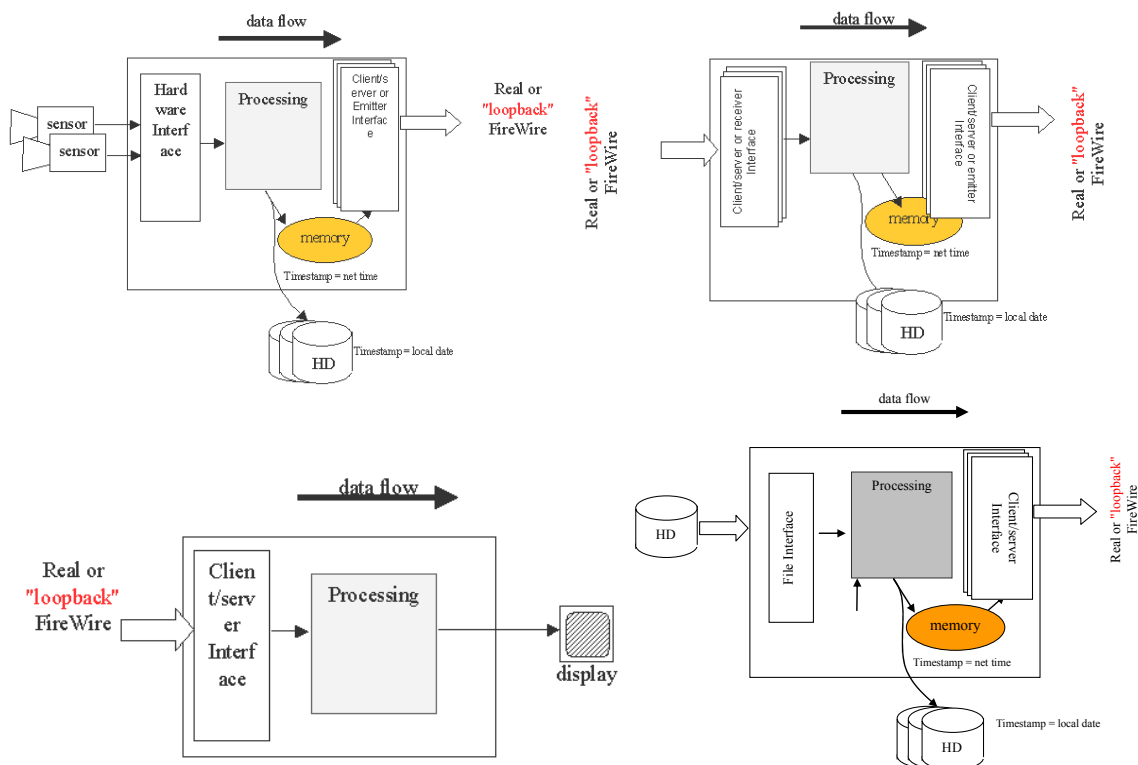 data flow
Hard
ware
Interf
ace
Processing
Client/s
erver or
Emitter
Interfac
e
sensor
sensor
memory
Timestamp = net time
HD
Timestamp = local date
Real or
"loopback"
FireWire
data flow
Real or "loopback"
FireWire
Client/server or receiver
Interface
Processing
Client/server or emitter
Interface
memory
Timestamp = net time
HD
Timestamp = local date
Real or "loopback"
FireWire
data flow
Real or
"loopback"
FireWire
Clien
t/serv
er
Interf
ace
Processing
display
data flow
HD
File Interface
Processing
Client/server
Interface
memory
Timestamp = net time
HD
Timestamp = local date
Real or "loopback"
FireWire